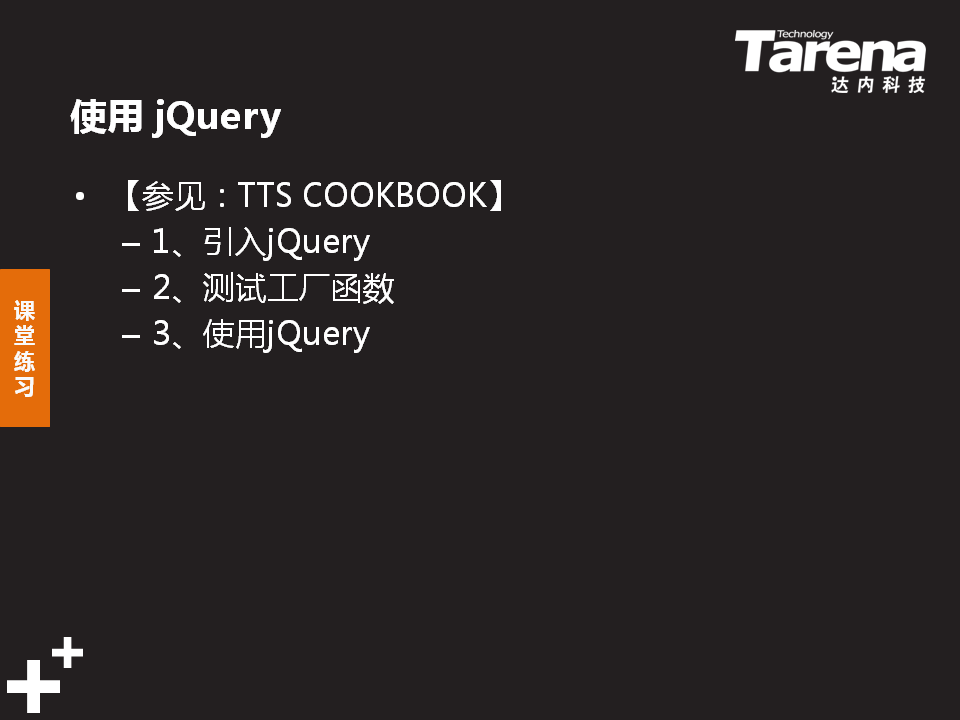 Technology
Tarena
达内科技
使用 jQuery
• 【参见：TTS COOKBOOK】
– 1、引入jQuery
– 2、测试工厂函数
– 3、使用jQuery
课
堂
练
习